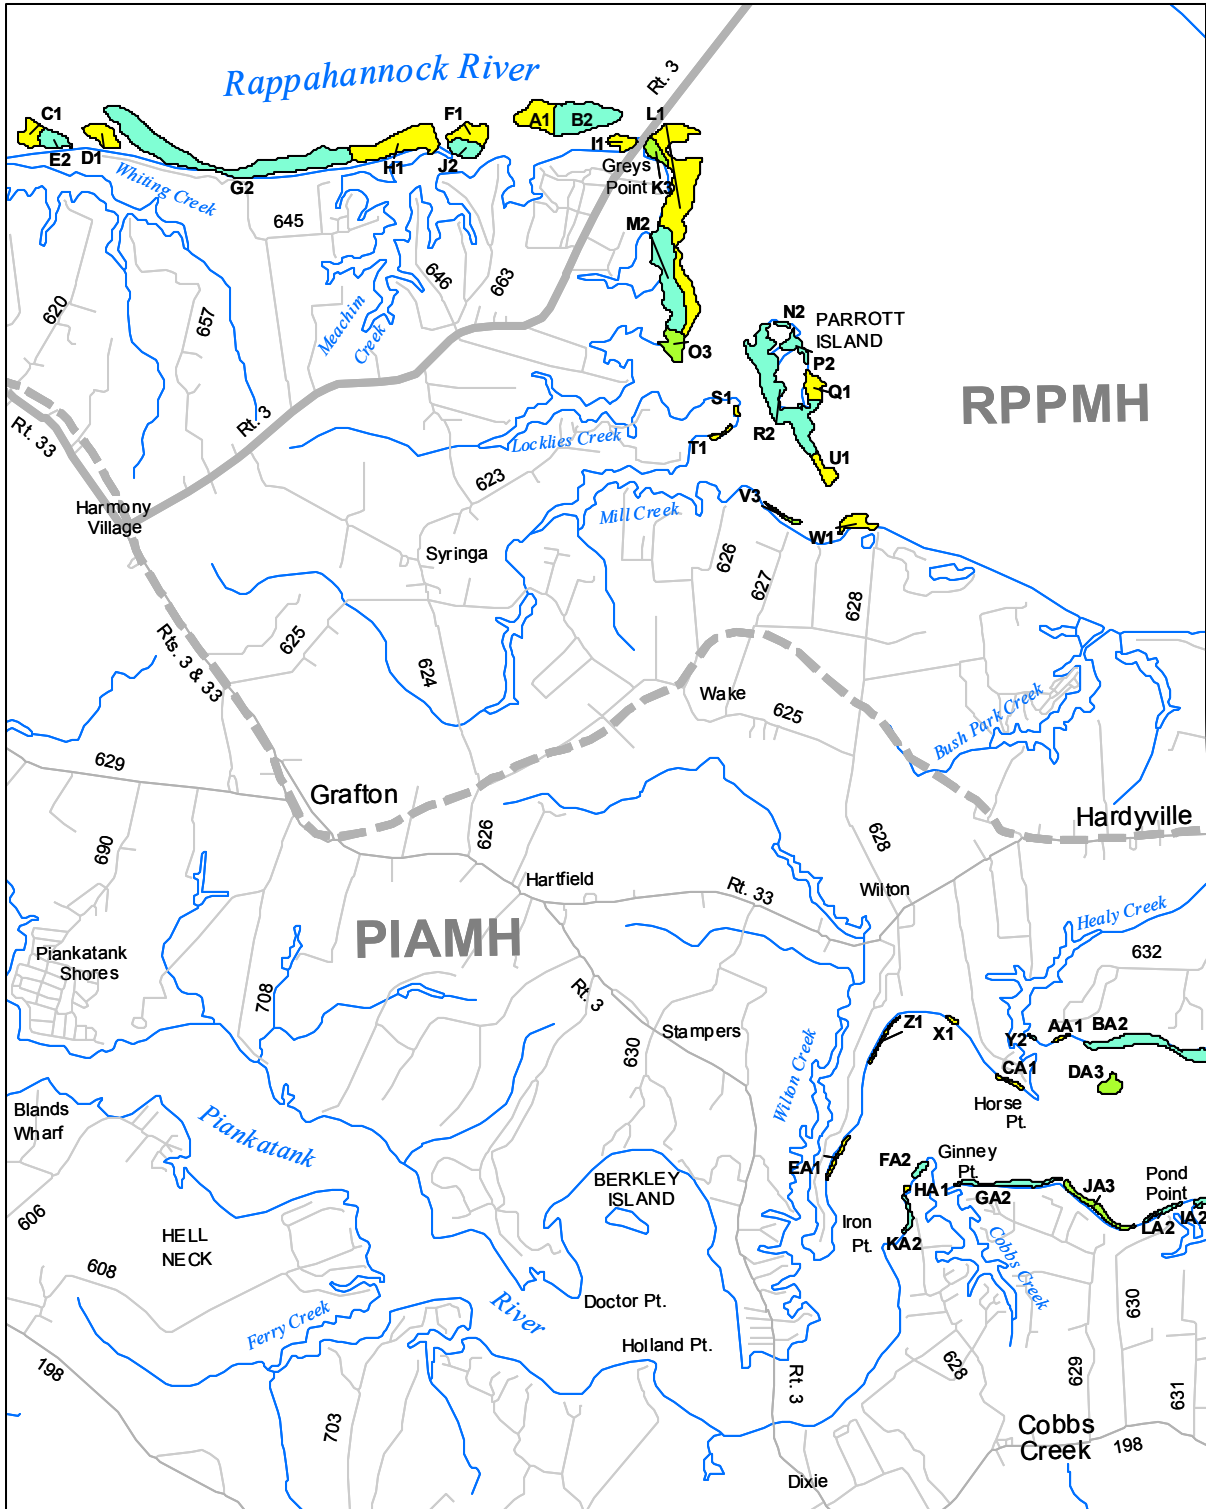 Rappahannock River
Rt. 3
C1
E2
D1
G2
H1
F1
J2
A1
B2
I1
L1
Greys
Point
K3
Whiting Creek
645
M2
646
663
620
657
Meachim
Creek
N2
PARROTT
ISLAND
P2
O3
Q1
RPPMH
S1
R2
Rt. 33
Rt. 3
Locklies Creek
T1
U1
623
V3
Harmony
Village
Mill Creek
W1
Syringa
626
627
628
625
Rts. 3 & 33
624
Wake
625
Bush Park Creek
629
Grafton
Hardyville
690
626
628
Hartfield
Rt. 33
Wilton
Healy Creek
PIAMH
632
Piankatank
Shores
708
Rt. 3
Stampers
630
Z1
X1
Y2
AA1
BA2
CA1
DA3
Wilton Creek
Horse
Pt.
Blands
Wharf
Piankatank
EA1
FA2
Ginney
Pt.
HA1
GA2
JA3
Pond
Point
LA2
IA2
BERKLEY
ISLAND
606
HELL
NECK
Iron
Pt.
KA2
Cobbs
Creek
608
River
Doctor Pt.
Ferry Creek
Holland Pt.
630
198
Rt. 3
628
629
631
703
Cobbs
Creek
198
Dixie